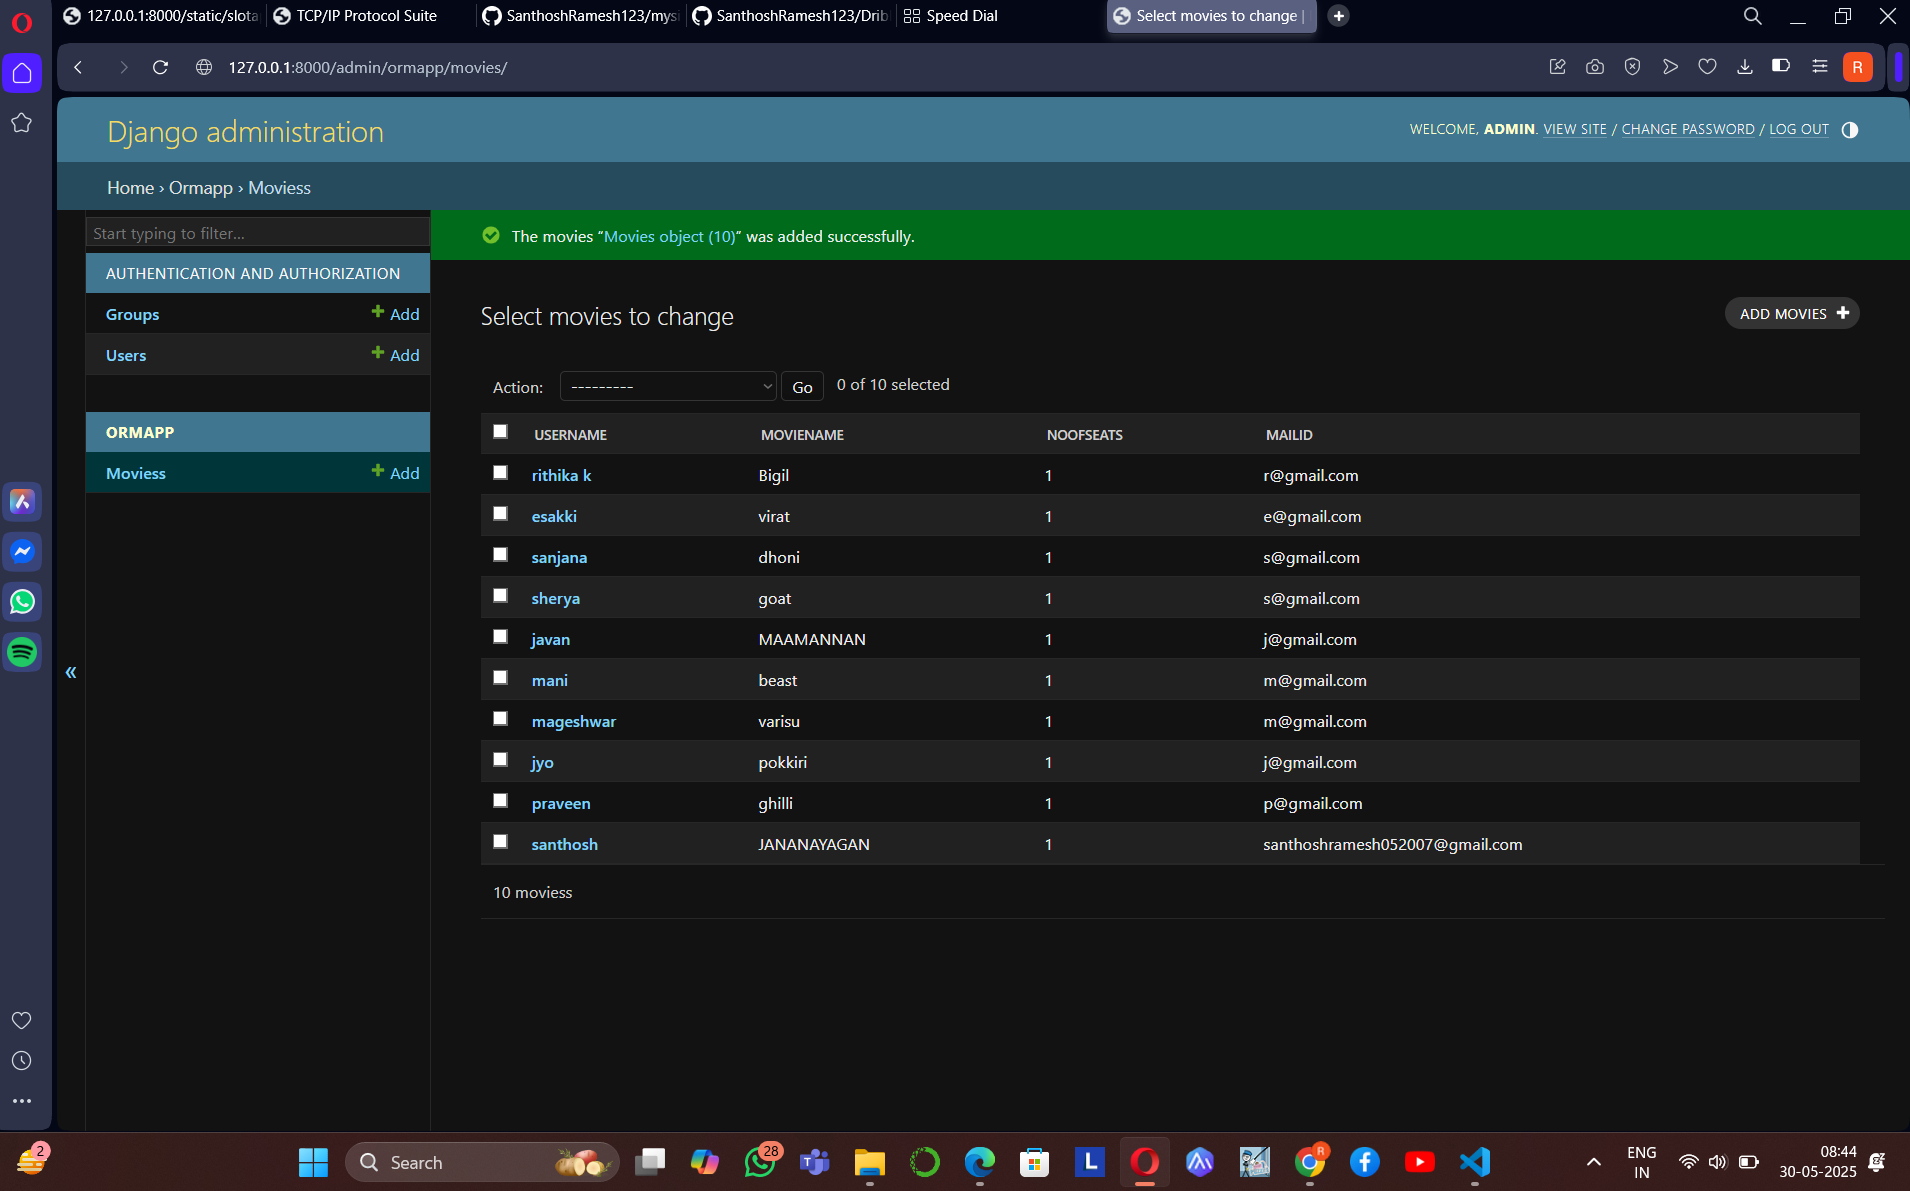 127.0.0.1:8000/static/slota
TCP/IP Protocol Suite
SanthoshRamesh123/mysi
SanthoshRamesh123/Drib
Speed Dial
Select movies to change |
127.0.0.1:8000/admin/ormapp/movies/
R
Django administration
WELCOME, ADMIN. VIEW SITE / CHANGE PASSWORD / LOG OUT
Home › Ormapp › Moviess
Start typing to filter...
AUTHENTICATION AND AUTHORIZATION
Groups Add
Users Add
ORMAPP
Moviess Add
«
The movies “Movies object (10)” was added successfully.
Select movies to change
ADD MOVIES
Action: --------- Go 0 of 10 selected
USERNAME MOVIENAME NOOFSEATS MAILID
rithika k Bigil 1 r@gmail.com
esakki virat 1 e@gmail.com
sanjana dhoni 1 s@gmail.com
sherya goat 1 s@gmail.com
javan MAAMANNAN 1 j@gmail.com
mani beast 1 m@gmail.com
mageshwar varisu 1 m@gmail.com
jyo pokkiri 1 j@gmail.com
praveen ghilli 1 p@gmail.com
santhosh JANANAYAGAN 1 santhoshramesh052007@gmail.com
10 moviess
2
Search
28
L
R
ENG
IN
08:44
30-05-2025